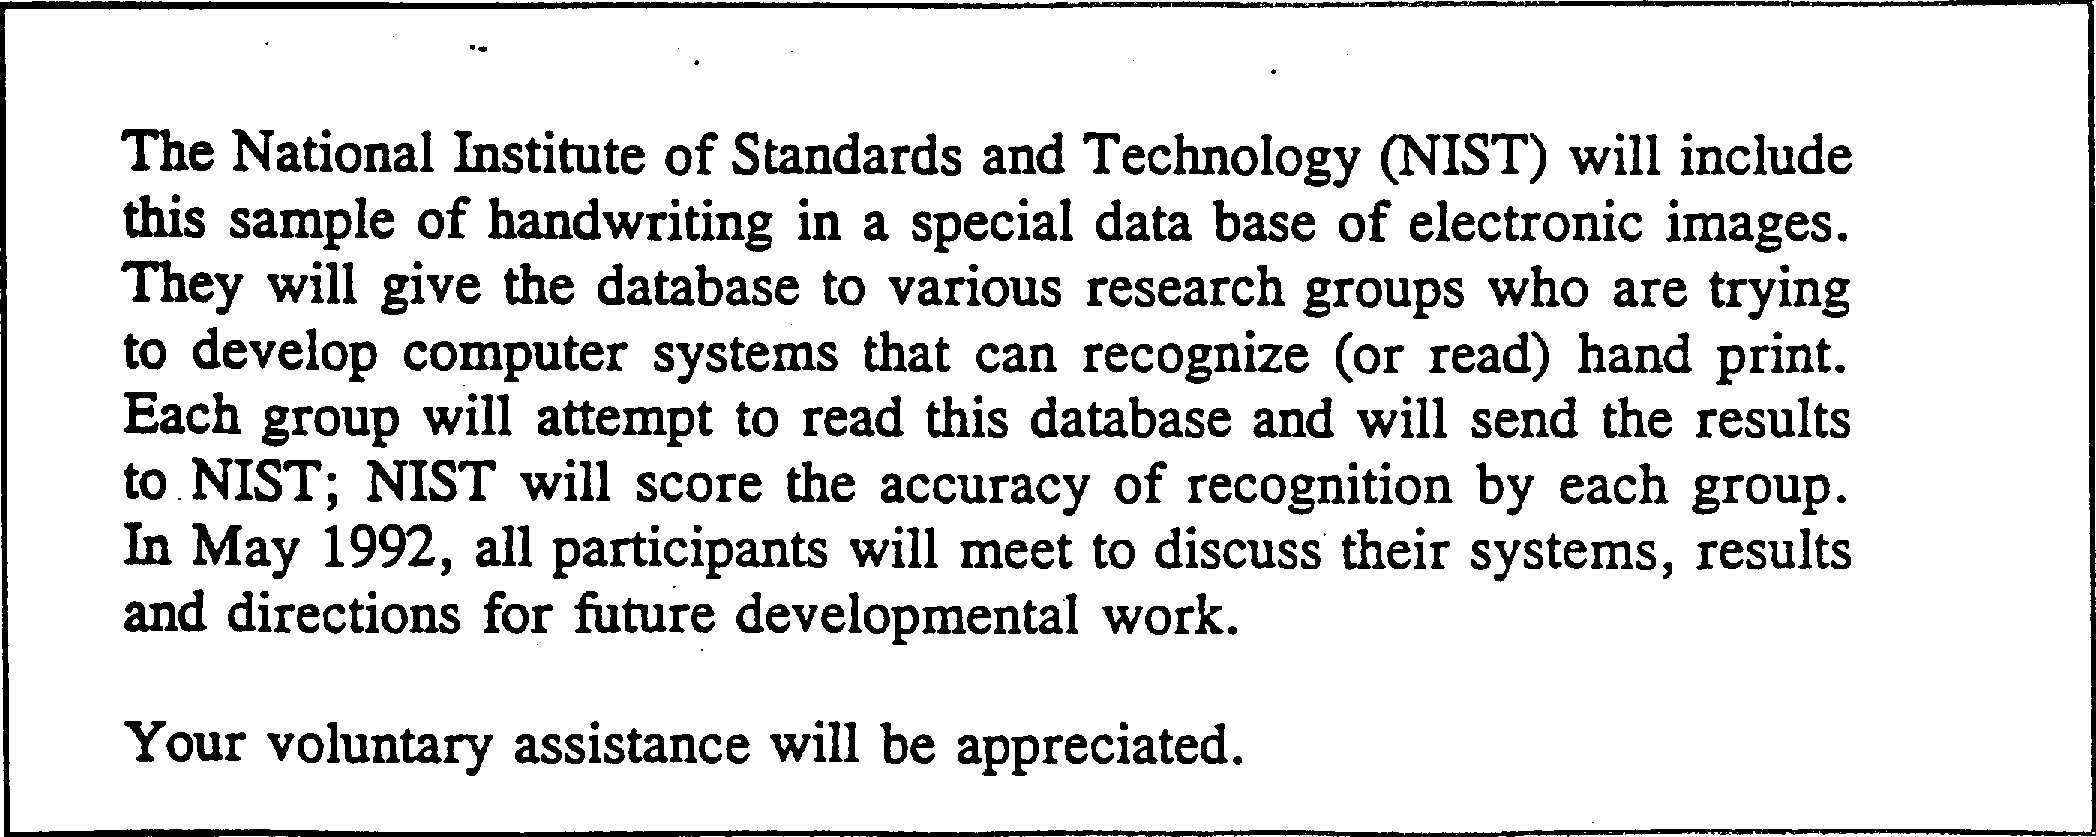 The National Institute of Standards and Technology (NIST) will include
this sample of handwriting in a special data base of electronic images.
They will give the database to various research groups who are trying
to develop computer systems that can recognize (or read) hand print.
Each group will attempt to read this database and will send the results
to NIST; NIST will score the accuracy of recognition by each group.
In May 1992, all participants will meet to discuss their systems, results
and directions for future developmental work.
Your voluntary assistance will be appreciated.